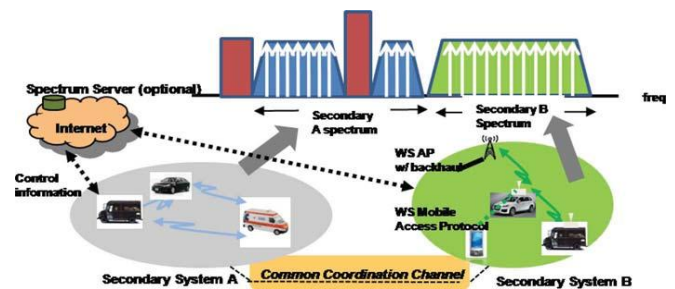 Spectrum Server (optional)
Internet
Control
information
Secondary
A spectrum
Secondary B
Spectrum
freq
WS AP
w/ backhaul
WS Mobile
Access Protocol
Secondary System A
Common Coordination Channel
Secondary System B